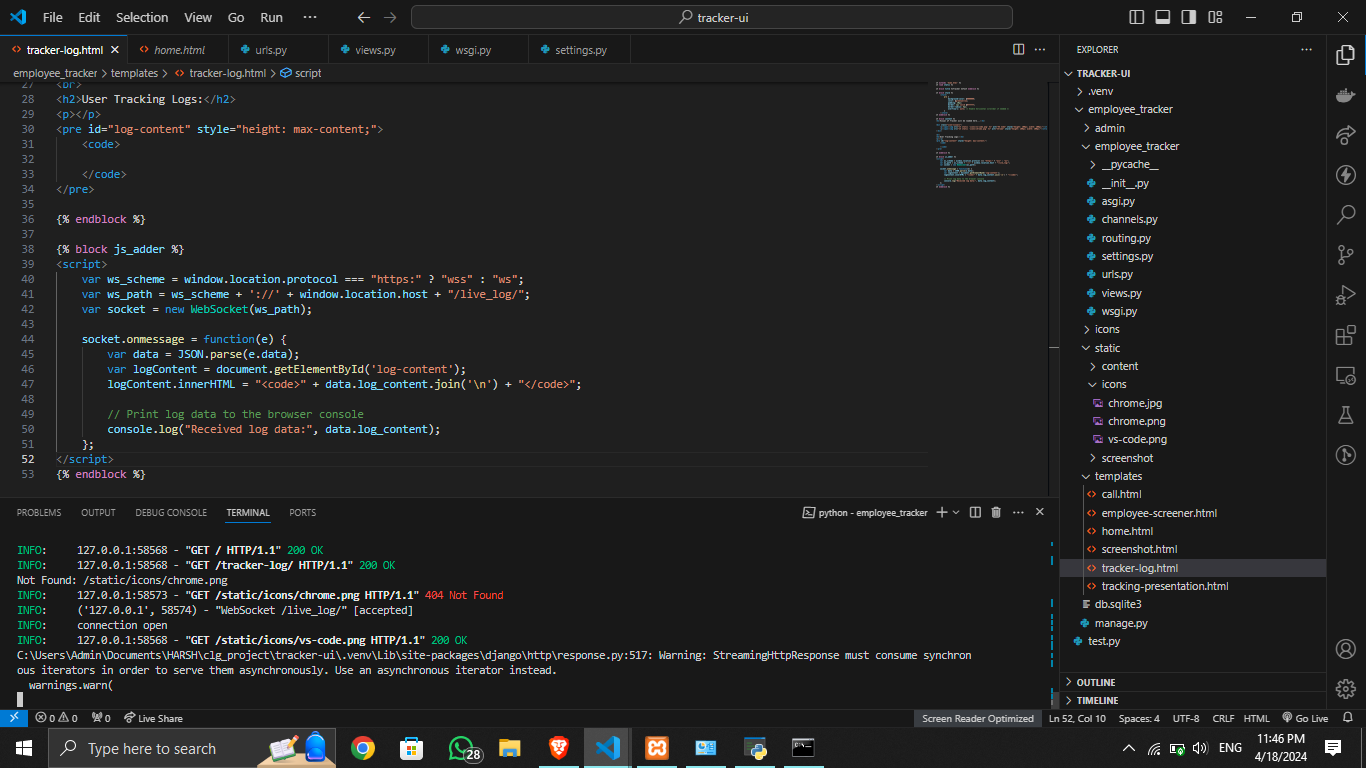 File Edit Selection View Go Run ··· tracker-ui
tracker-log.html home.html urls.py views.py wsgi.py settings.py
employee_tracker > templates > tracker-log.html > script
27 <br>
28 <h2>User Tracking Logs:</h2>
29 <p></p>
30 <pre id="log-content" style="height: max-content;">
31 <code>
32
33 </code>
34 </pre>
35
36 {% endblock %}
37
38 {% block js_adder %}
39 <script>
40 var ws_scheme = window.location.protocol === "https:" ? "wss" : "ws";
41 var ws_path = ws_scheme + '://' + window.location.host + "/live_log/";
42 var socket = new WebSocket(ws_path);
43
44 socket.onmessage = function(e) {
45 var data = JSON.parse(e.data);
46 var logContent = document.getElementById('log-content');
47 logContent.innerHTML = "<code>" + data.log_content.join('\n') + "</code>";
48
49 // Print log data to the browser console
50 console.log("Received log data:", data.log_content);
51 };
52 </script>
53 {% endblock %}
PROBLEMS OUTPUT DEBUG CONSOLE TERMINAL PORTS python - employee_tracker
INFO: 127.0.0.1:58568 - "GET / HTTP/1.1" 200 OK
INFO: 127.0.0.1:58568 - "GET /tracker-log/ HTTP/1.1" 200 OK
Not Found: /static/icons/chrome.png
INFO: 127.0.0.1:58573 - "GET /static/icons/chrome.png HTTP/1.1" 404 Not Found
INFO: ('127.0.0.1', 58574) - "WebSocket /live_log/" [accepted]
INFO: connection open
INFO: 127.0.0.1:58568 - "GET /static/icons/vs-code.png HTTP/1.1" 200 OK
C:\Users\Admin\Documents\HARSH\clg_project\tracker-ui\.venv\Lib\site-packages\django\http\response.py:517: Warning: StreamingHttpResponse must consume synchron
ous iterators in order to serve them asynchronously. Use an asynchronous iterator instead.
warnings.warn(
EXPLORER
TRACKER-UI
.venv
employee_tracker
admin
employee_tracker
__pycache__
__init__.py
asgi.py
channels.py
routing.py
settings.py
urls.py
views.py
wsgi.py
icons
static
content
icons
chrome.jpg
chrome.png
vs-code.png
screenshot
templates
call.html
employee-screener.html
home.html
screenshot.html
tracker-log.html
tracking-presentation.html
db.sqlite3
manage.py
test.py
OUTLINE
TIMELINE
0 0 0 Live Share Screen Reader Optimized Ln 52, Col 10 Spaces: 4 UTF-8 CRLF HTML Go Live
Type here to search 28 ENG
11:46 PM
4/18/2024